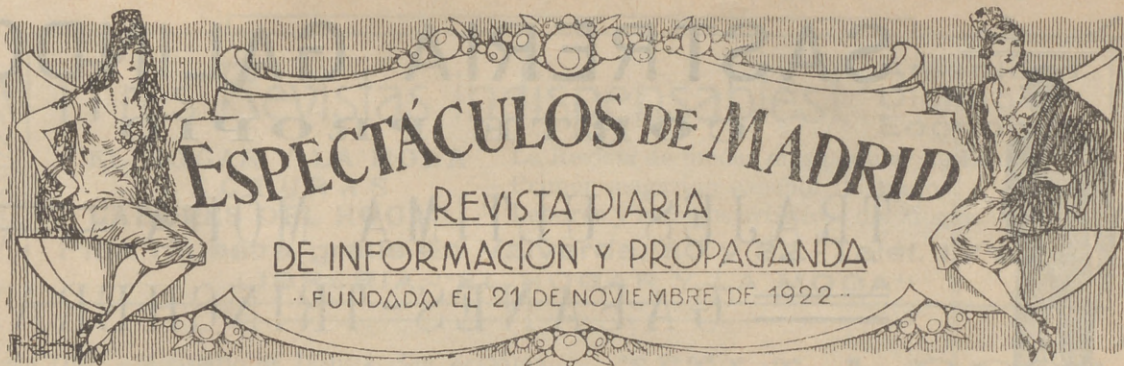 ESPECTÁCULOS DE MADRID
REVISTA DIARIA
DE INFORMACIÓN Y PROPAGANDA
·· FUNDADA EL 21 DE NOVIEMBRE DE 1922 ··